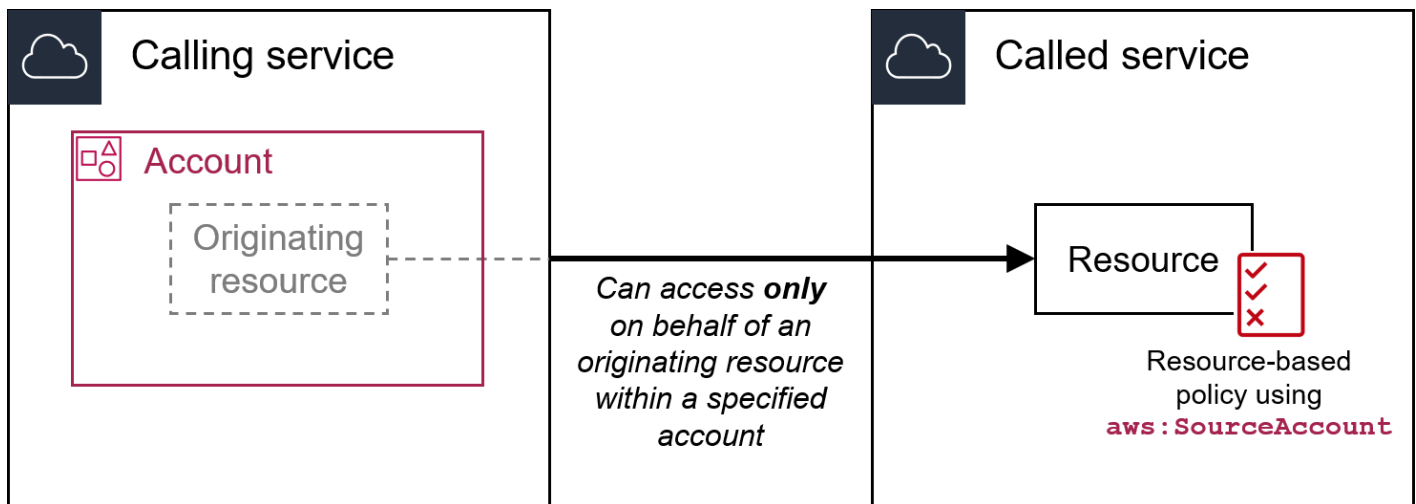 Calling service
Account
Originating
resource
Can access only
on behalf of an
originating resource
within a specified
account
Called service
Resource
Resource-based
policy using
aws:SourceAccount